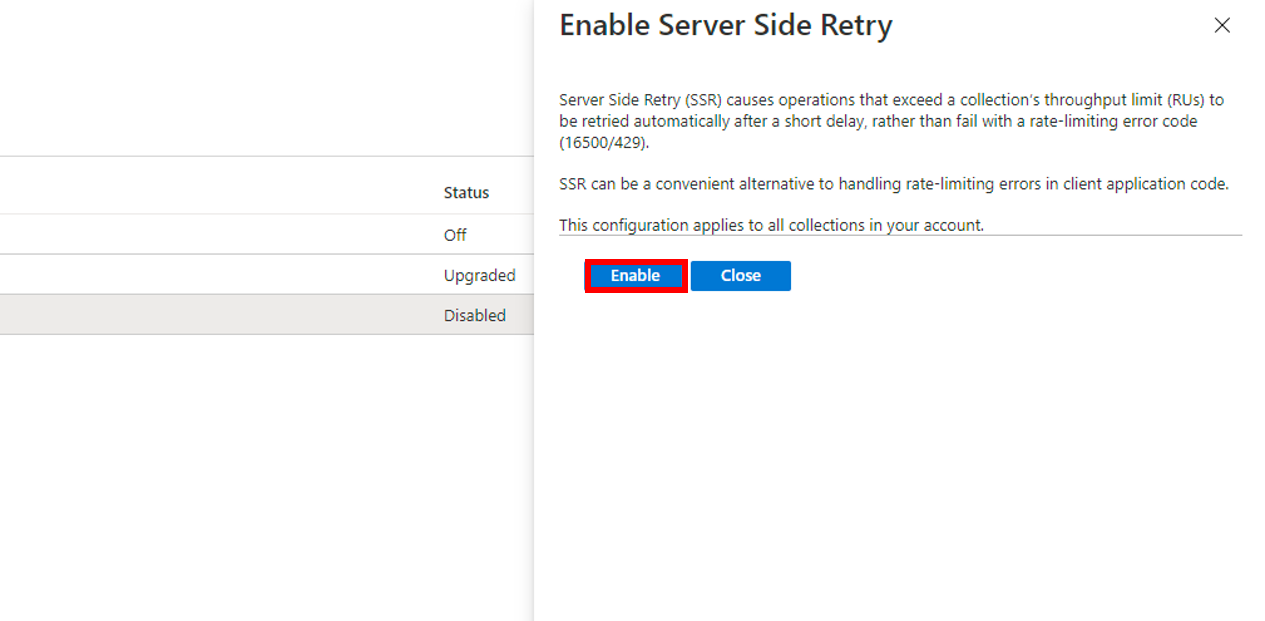 Enable Server Side Retry
Server Side Retry (SSR) causes operations that exceed a collection's throughput limit (RUs) to
be retried automatically after a short delay, rather than fail with a rate-limiting error code
(16500/429).
SSR can be a convenient alternative to handling rate-limiting errors in client application code.
This configuration applies to all collections in your account.
Enable Close
Status
Off
Upgraded
Disabled